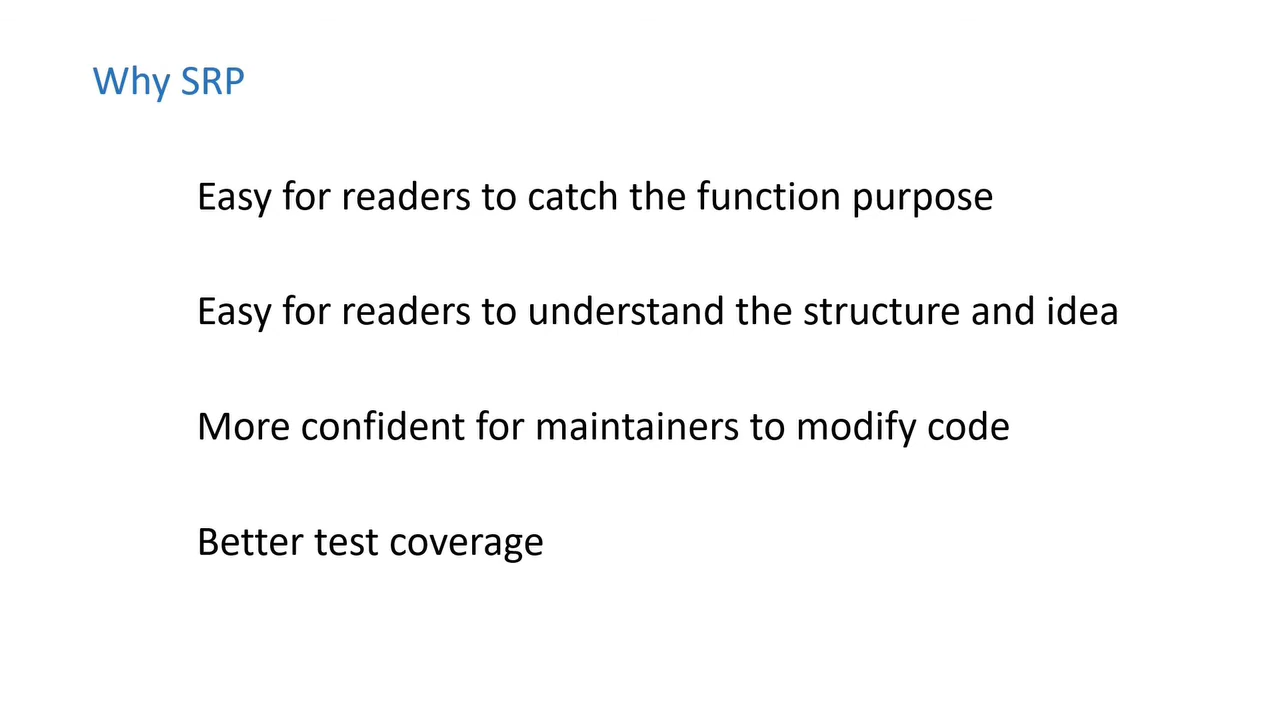 Why SRP
Easy for readers to catch the function purpose
Easy for readers to understand the structure and idea
More confident for maintainers to modify code
Better test coverage